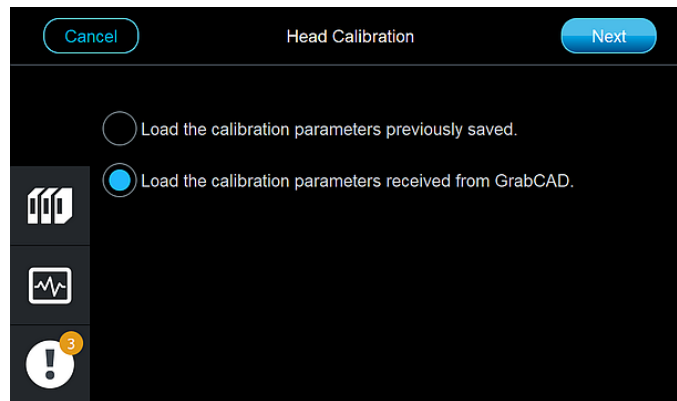 Cancel
Head Calibration
Next
Load the calibration parameters previously saved.
Load the calibration parameters received from GrabCAD.
3